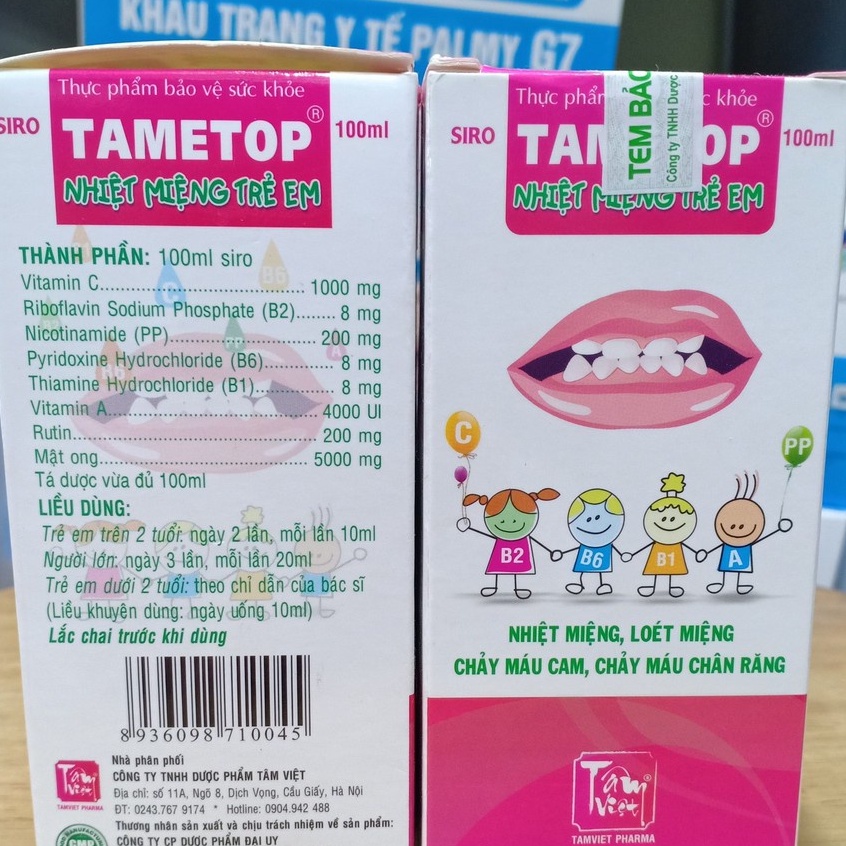 KHẨU TRANG Y TẾ PALMY G7
Thực phẩm bảo vệ sức khỏe
SIRO
TAMETOP®
100ml
NHIỆT MIỆNG TRẺ EM
THÀNH PHẦN: 100ml siro
Vitamin C........................................ 1000 mg
Riboflavin Sodium Phosphate (B2)....... 8 mg
Nicotinamide (PP)............................ 200 mg
Pyridoxine Hydrochloride (B6)............. 8 mg
Thiamine Hydrochloride (B1)............... 8 mg
Vitamin A........................................ 4000 UI
Rutin............................................... 200 mg
Mật ong........................................... 5000 mg
Tá dược vừa đủ 100ml
LIỀU DÙNG:
Trẻ em trên 2 tuổi: ngày 2 lần, mỗi lần 10ml
Người lớn: ngày 3 lần, mỗi lần 20ml
Trẻ em dưới 2 tuổi: theo chỉ dẫn của bác sĩ
(Liều khuyên dùng: ngày uống 10ml)
Lắc chai trước khi dùng
8 936098 710045
Nhà phân phối
CÔNG TY TNHH DƯỢC PHẨM TÂM VIỆT
Địa chỉ: số 11A, Ngõ 8, Dịch Vọng, Cầu Giấy, Hà Nội
ĐT: 0243.767 9174 * Hotline: 0904.942 488
Tâm Việt
TAMVIET PHARMA
Thương nhân sản xuất và chịu trách nhiệm về sản phẩm:
CÔNG TY CP DƯỢC PHẨM ĐẠI UY
GMP
Thực phẩm
sức khỏe
SIRO
TAMETOP®
100ml
TEM BẢO
Công ty TNHH Dược
NHIỆT MIỆNG TRẺ EM
C
PP
B2
B6
B1
A
NHIỆT MIỆNG, LOÉT MIỆNG
CHẢY MÁU CAM, CHẢY MÁU CHÂN RĂNG
Tâm Việt®
TAMVIET PHARMA